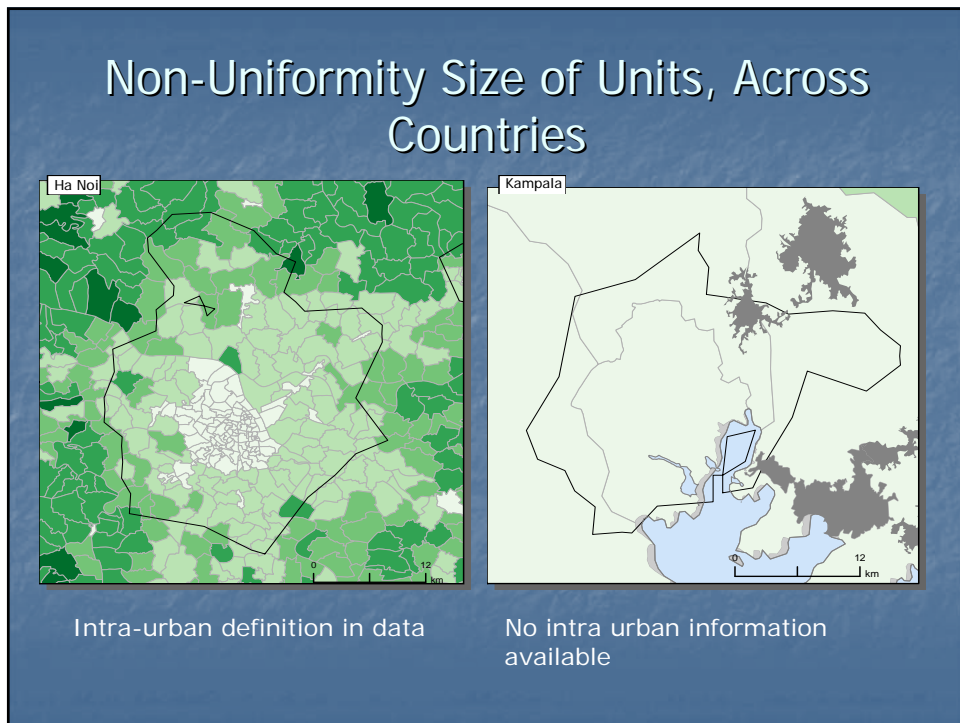 Non-Uniformity Size of Units, Across
Countries
Ha Noi
0 12
km
Kampala
0 12
km
Intra-urban definition in data
No intra urban information
available